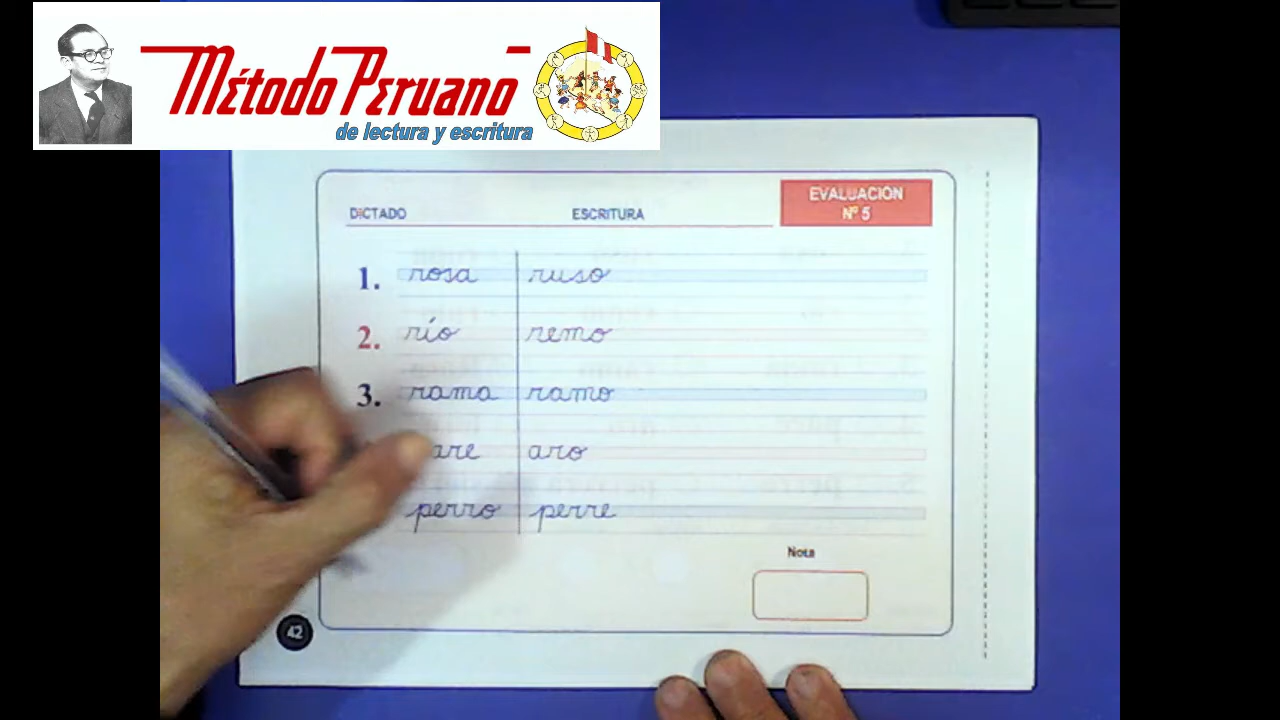 Método Peruano
de lectura y escritura
DICTADO ESCRITURA EVALUACIÓN
Nº 5
1. rosa ruso
2. río remo
3. rama ramo
aro
perro perre
Nota
42